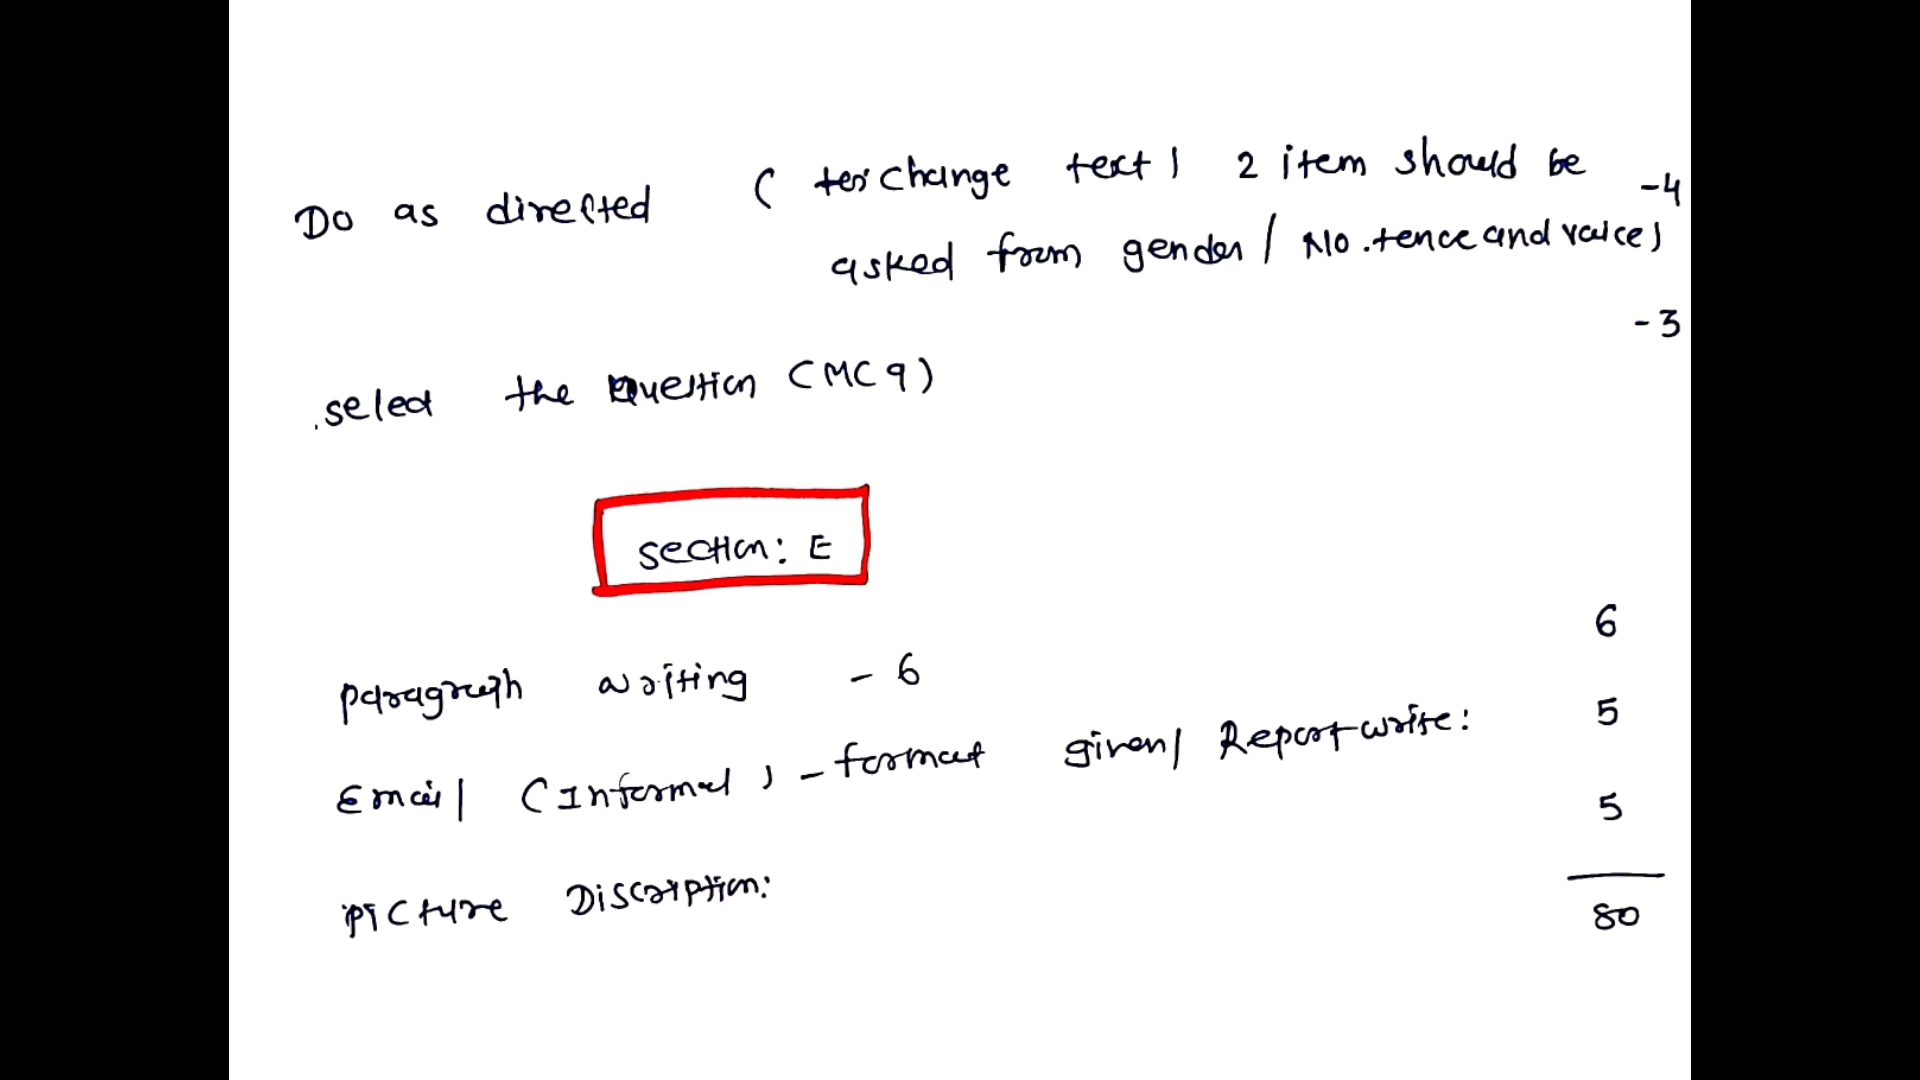 Do as directed ( ter change text) 2 item should be -4
asked from gender / No. tence and voice)
-3
select the question (MCq)
Section: E
6
paragraph writing - 6
5
Email (Informal) - format given/ Report write:
5
picture Discription:
80